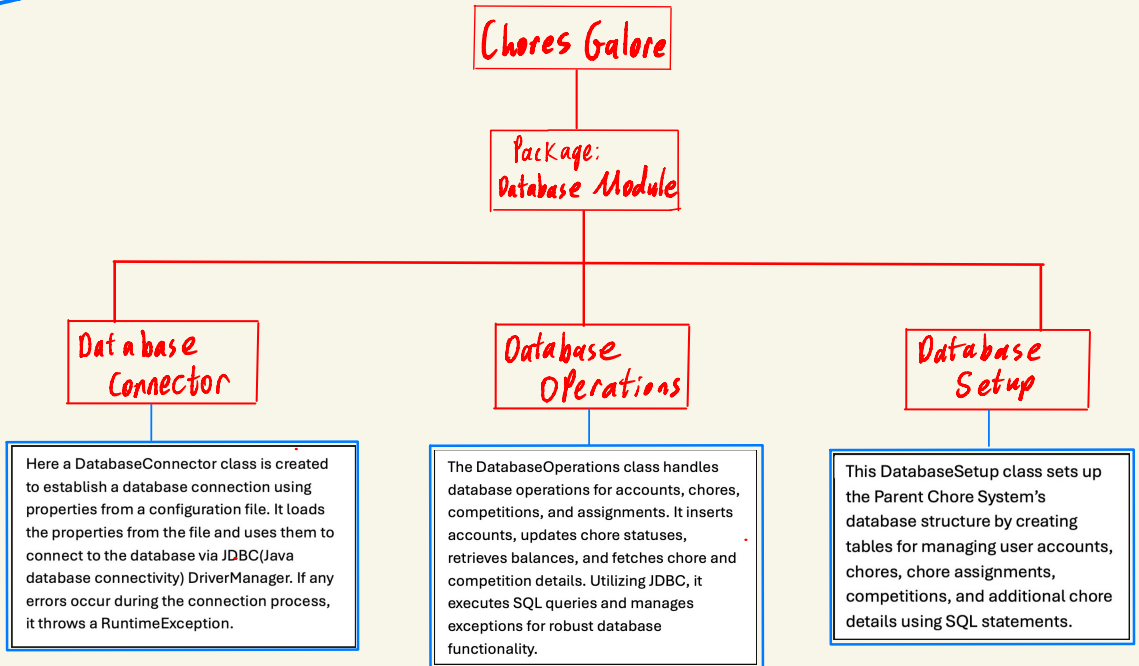 Chores Galore
Package:
Database Module
Database
Connector
Database
Operations
Database
Setup
Here a DatabaseConnector class is created
to establish a database connection using
properties from a configuration file. It loads
the properties from the file and uses them to
connect to the database via JDBC(Java
database connectivity) DriverManager. If any
errors occur during the connection process,
it throws a RuntimeException.
The DatabaseOperations class handles
database operations for accounts, chores,
competitions, and assignments. It inserts
accounts, updates chore statuses,
retrieves balances, and fetches chore and
competition details. Utilizing JDBC, it
executes SQL queries and manages
exceptions for robust database
functionality.
This DatabaseSetup class sets up
the Parent Chore System’s
database structure by creating
tables for managing user accounts,
chores, chore assignments,
competitions, and additional chore
details using SQL statements.